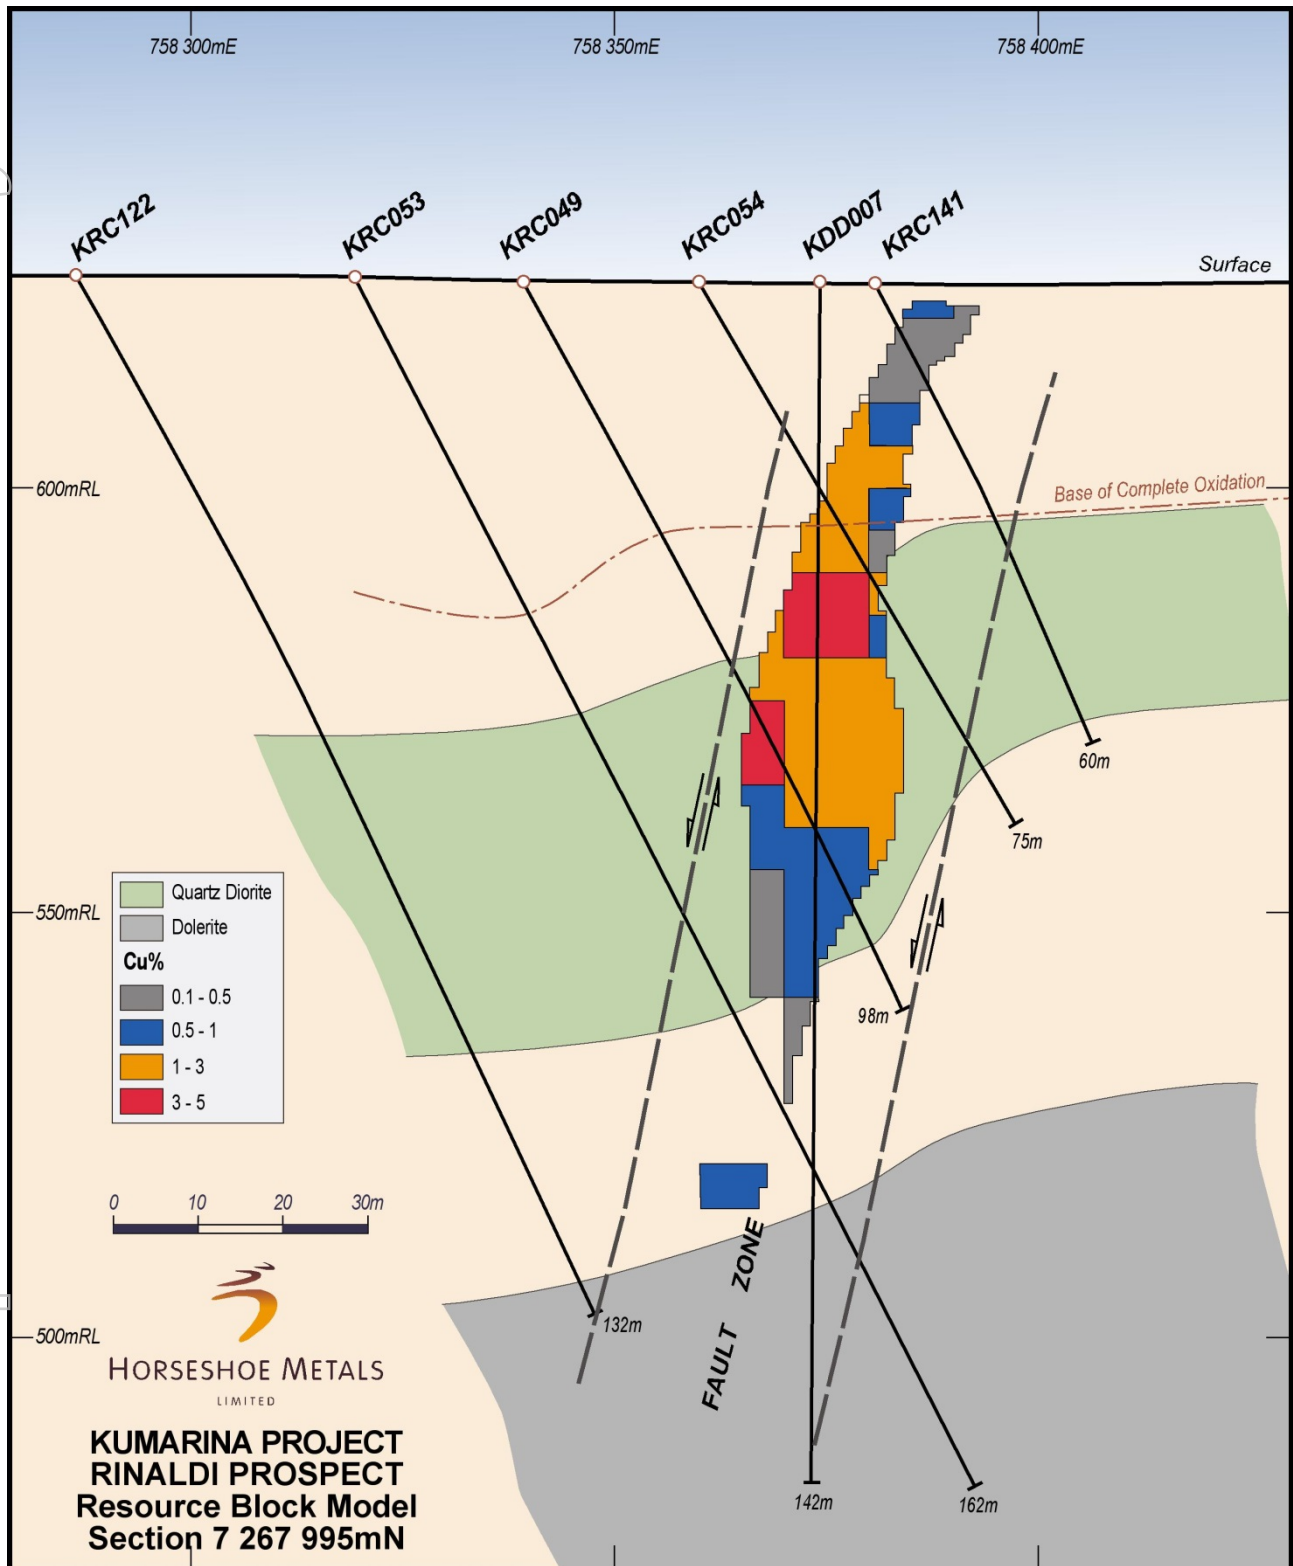 758 300mE
758 350mE
758 400mE
KRC122
KRC053
KRC049
KRC054
KDD007
KRC141
Surface
600mRL
Base of Complete Oxidation
60m
75m
Quartz Diorite
Dolerite
Cu%
0.1 - 0.5
0.5 - 1
1 - 3
3 - 5
550mRL
98m
0 10 20 30m
FAULT ZONE
500mRL
132m
HORSESHOE METALS
LIMITED
KUMARINA PROJECT
RINALDI PROSPECT
Resource Block Model
Section 7 267 995mN
142m
162m